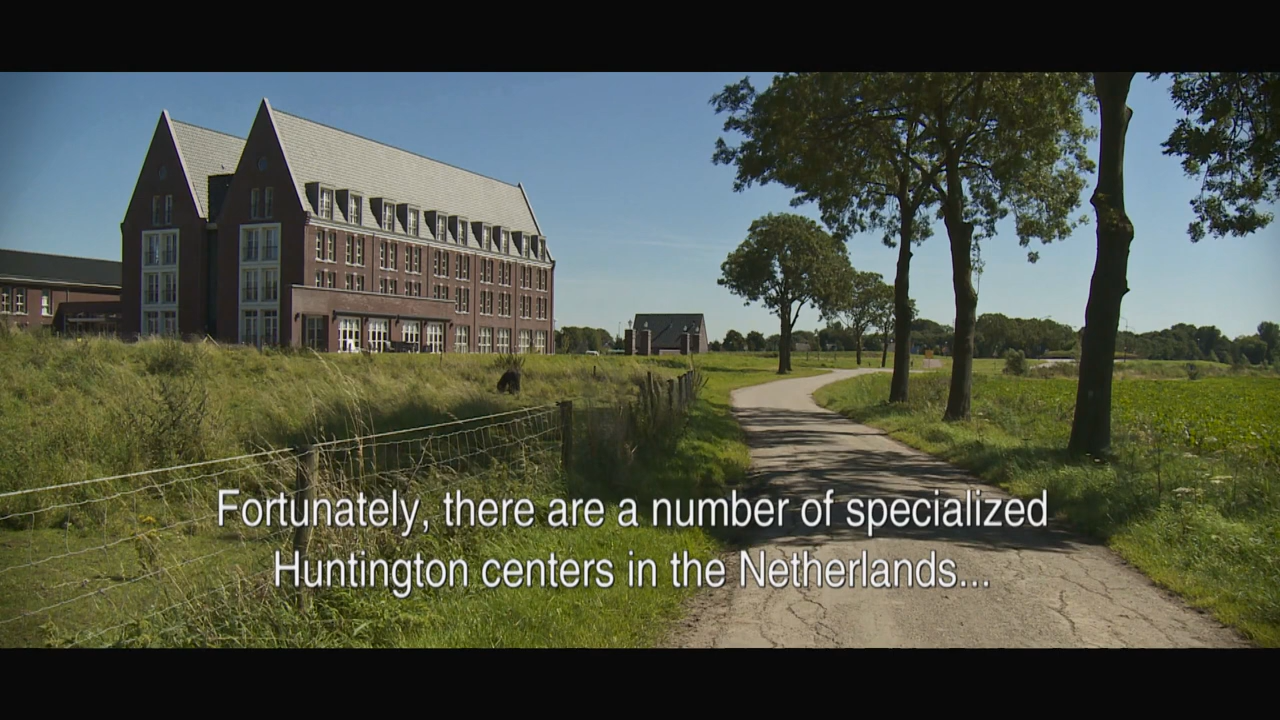 Fortunately, there are a number of specialized
Huntington centers in the Netherlands...